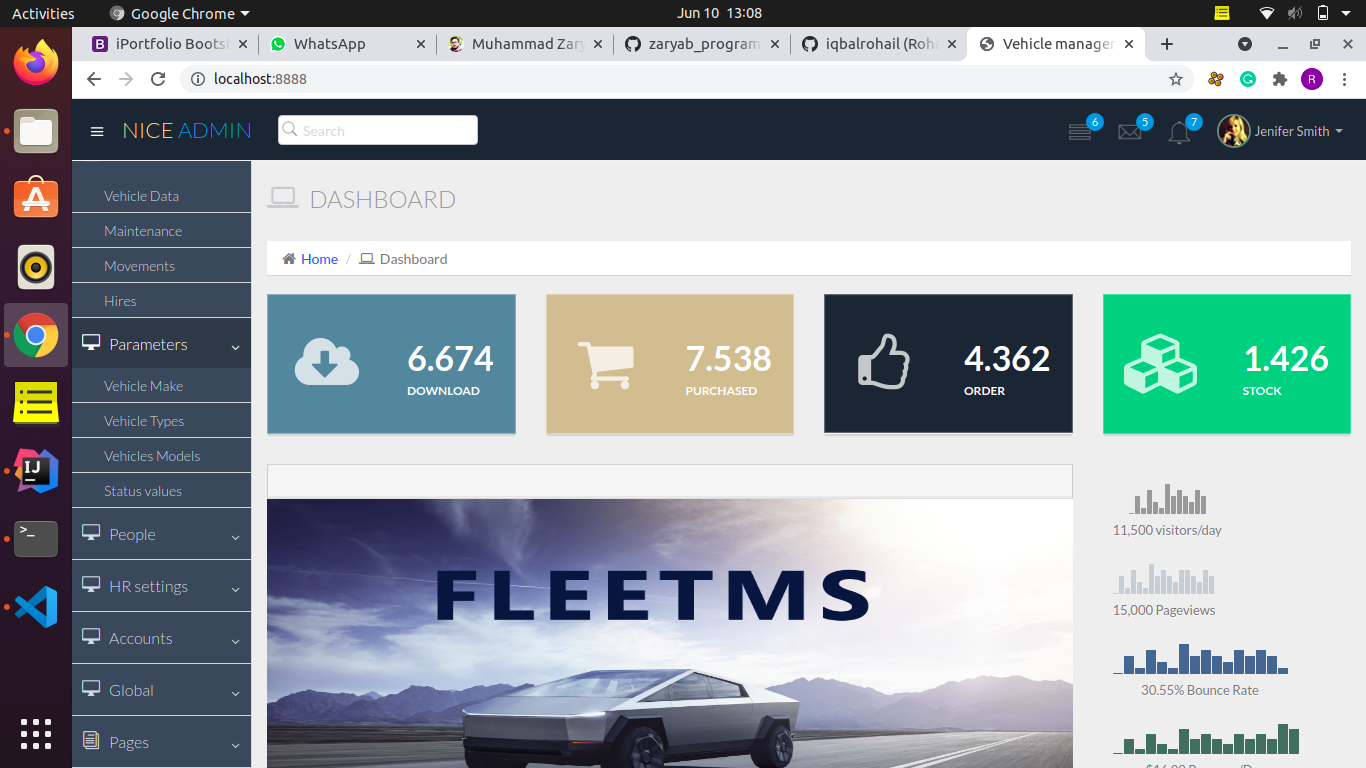 Activities
Google Chrome
Jun 10 13:08
iPortfolio Bootst
WhatsApp
Muhammad Zary
zaryab_program
iqbalrohail (Roha
Vehicle managem
localhost:8888
R
NICE ADMIN
Search
6
5
7
Jenifer Smith
Vehicle Data
Maintenance
Movements
Hires
Parameters
Vehicle Make
Vehicle Types
Vehicles Models
Status values
People
HR settings
Accounts
Global
Pages
DASHBOARD
Home / Dashboard
6.674
DOWNLOAD
7.538
PURCHASED
4.362
ORDER
1.426
STOCK
FLEETMS
11,500 visitors/day
15,000 Pageviews
30.55% Bounce Rate
IJ
>_